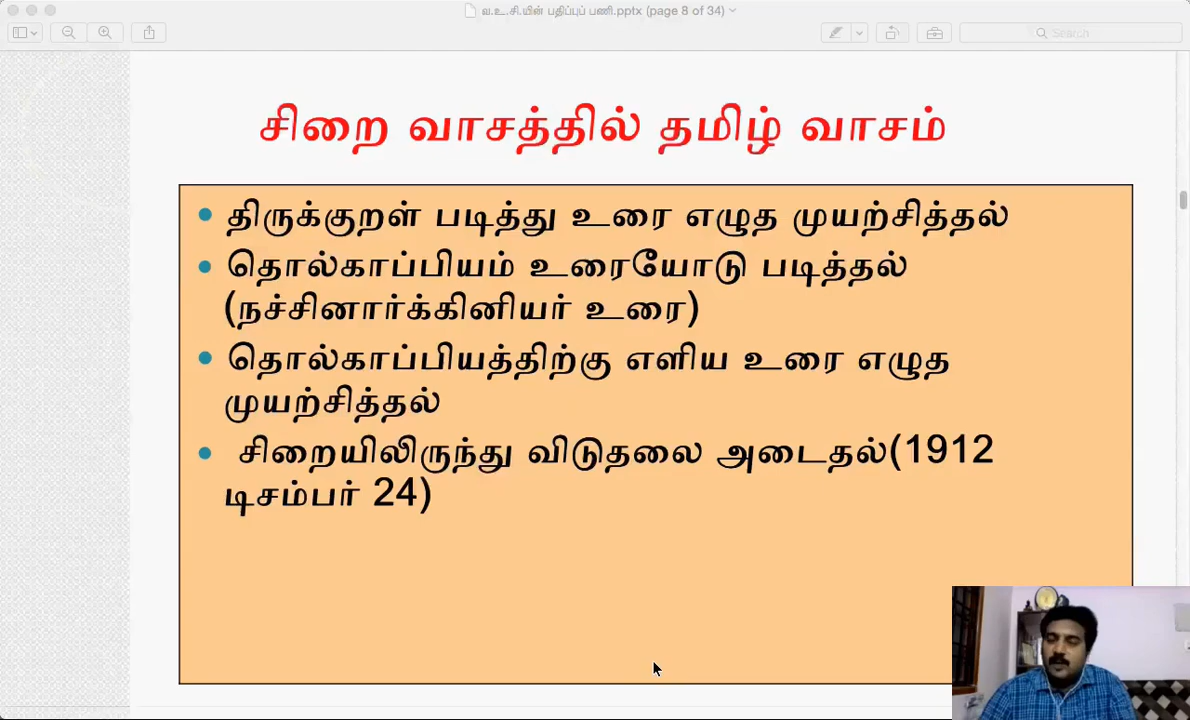 வ.உ.சி.யின் பதிப்புப் பணி.pptx (page 8 of 34)
Search
சிறை வாசத்தில் தமிழ் வாசம்
• திருக்குறள் படித்து உரை எழுத முயற்சித்தல்
• தொல்காப்பியம் உரையோடு படித்தல்
(நச்சினார்க்கினியர் உரை)
• தொல்காப்பியத்திற்கு எளிய உரை எழுத
முயற்சித்தல்
• சிறையிலிருந்து விடுதலை அடைதல்(1912
டிசம்பர் 24)